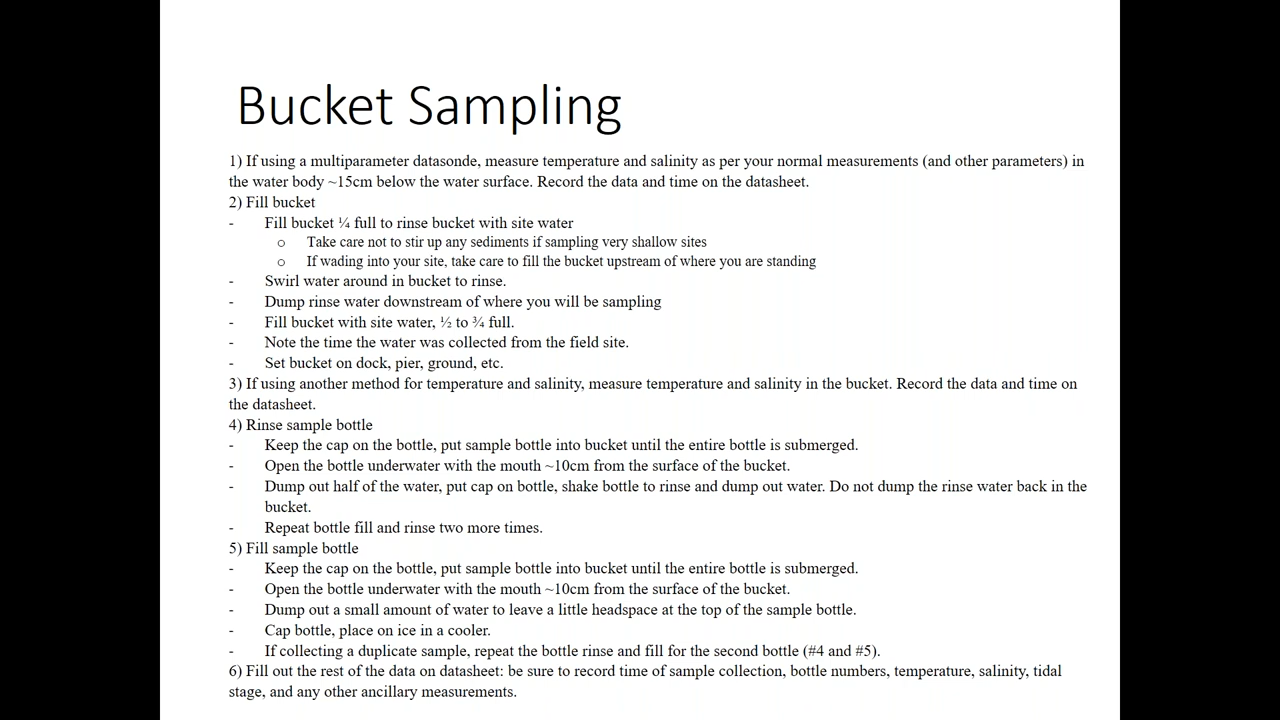 Bucket Sampling
1) If using a multiparameter datasonde, measure temperature and salinity as per your normal measurements (and other parameters) in
the water body ~15cm below the water surface. Record the data and time on the datasheet.
2) Fill bucket
- Fill bucket ¼ full to rinse bucket with site water
o Take care not to stir up any sediments if sampling very shallow sites
o If wading into your site, take care to fill the bucket upstream of where you are standing
- Swirl water around in bucket to rinse.
- Dump rinse water downstream of where you will be sampling
- Fill bucket with site water, ½ to ¾ full.
- Note the time the water was collected from the field site.
- Set bucket on dock, pier, ground, etc.
3) If using another method for temperature and salinity, measure temperature and salinity in the bucket. Record the data and time on
the datasheet.
4) Rinse sample bottle
- Keep the cap on the bottle, put sample bottle into bucket until the entire bottle is submerged.
- Open the bottle underwater with the mouth ~10cm from the surface of the bucket.
- Dump out half of the water, put cap on bottle, shake bottle to rinse and dump out water. Do not dump the rinse water back in the
bucket.
- Repeat bottle fill and rinse two more times.
5) Fill sample bottle
- Keep the cap on the bottle, put sample bottle into bucket until the entire bottle is submerged.
- Open the bottle underwater with the mouth ~10cm from the surface of the bucket.
- Dump out a small amount of water to leave a little headspace at the top of the sample bottle.
- Cap bottle, place on ice in a cooler.
- If collecting a duplicate sample, repeat the bottle rinse and fill for the second bottle (#4 and #5).
6) Fill out the rest of the data on datasheet: be sure to record time of sample collection, bottle numbers, temperature, salinity, tidal
stage, and any other ancillary measurements.